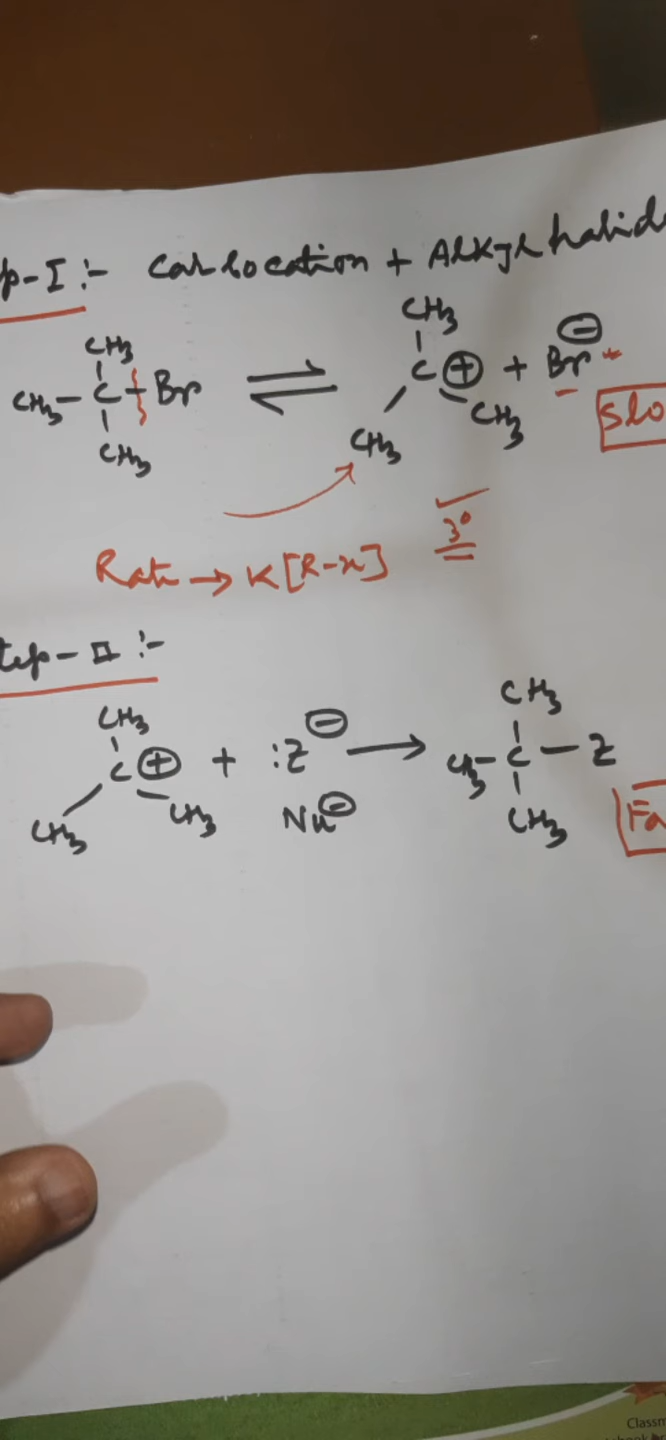 p-I :- Carbocation + Alkyl halid
CH₃ CH₃
CH₃-C-Br ⇌ C⊕ + Br⊖
CH₃ CH₃ CH₃
Slo
Rate → K[R-x] 3°
tep-II :-
CH₃ CH₃
C⊕ + :Z⊖ → CH₃-C-Z
CH₃ CH₃ Nu⊖ CH₃
Fa
Classm